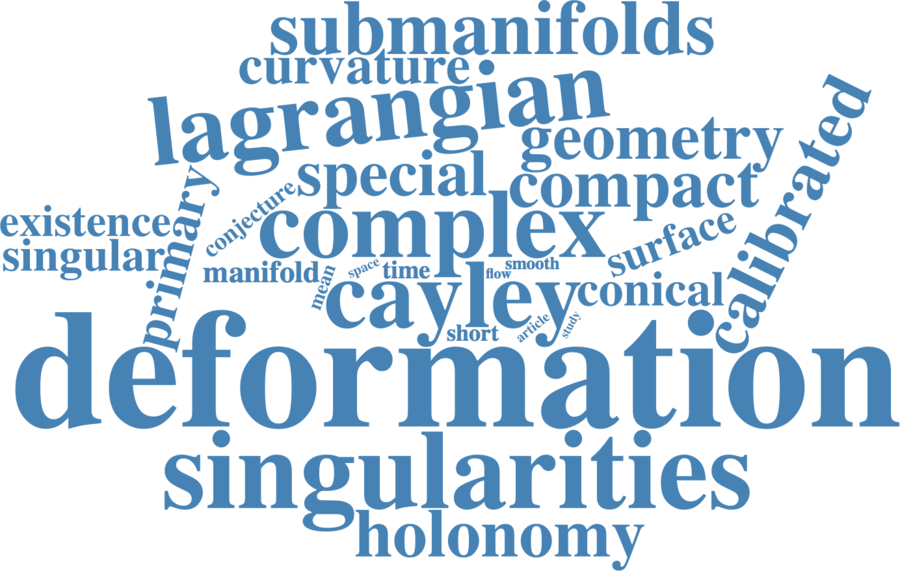 submanifolds
curvature
lagrangian
geometry
calibrated
special
compact
primary
conjecture
existence
complex
surface
singular
manifold
mean
space
time
flow
smooth
cayley
conical
short
article
study
deformation
singularities
holonomy